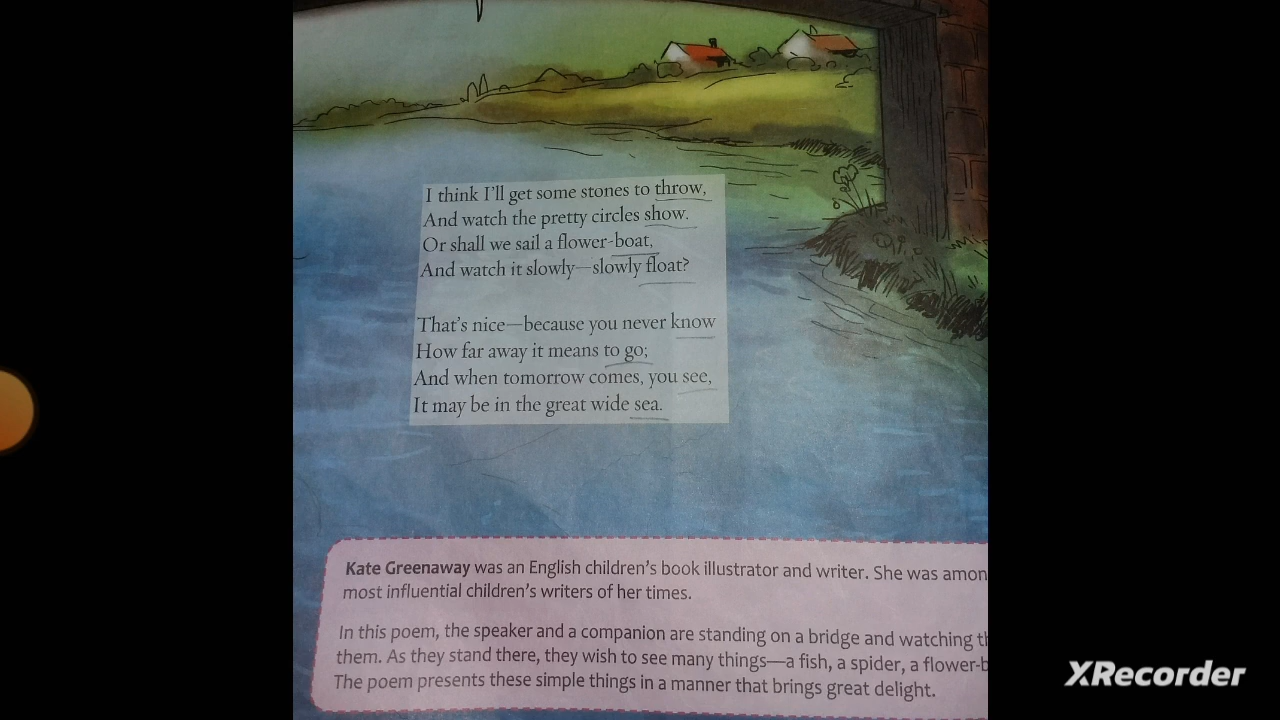 I think I'll get some stones to throw,
And watch the pretty circles show.
Or shall we sail a flower-boat,
And watch it slowly—slowly float?
That's nice—because you never know
How far away it means to go;
And when tomorrow comes, you see,
It may be in the great wide sea.
Kate Greenaway was an English children's book illustrator and writer. She was amon
most influential children's writers of her times.
In this poem, the speaker and a companion are standing on a bridge and watching th
them. As they stand there, they wish to see many things—a fish, a spider, a flower-b
The poem presents these simple things in a manner that brings great delight.
XRecorder